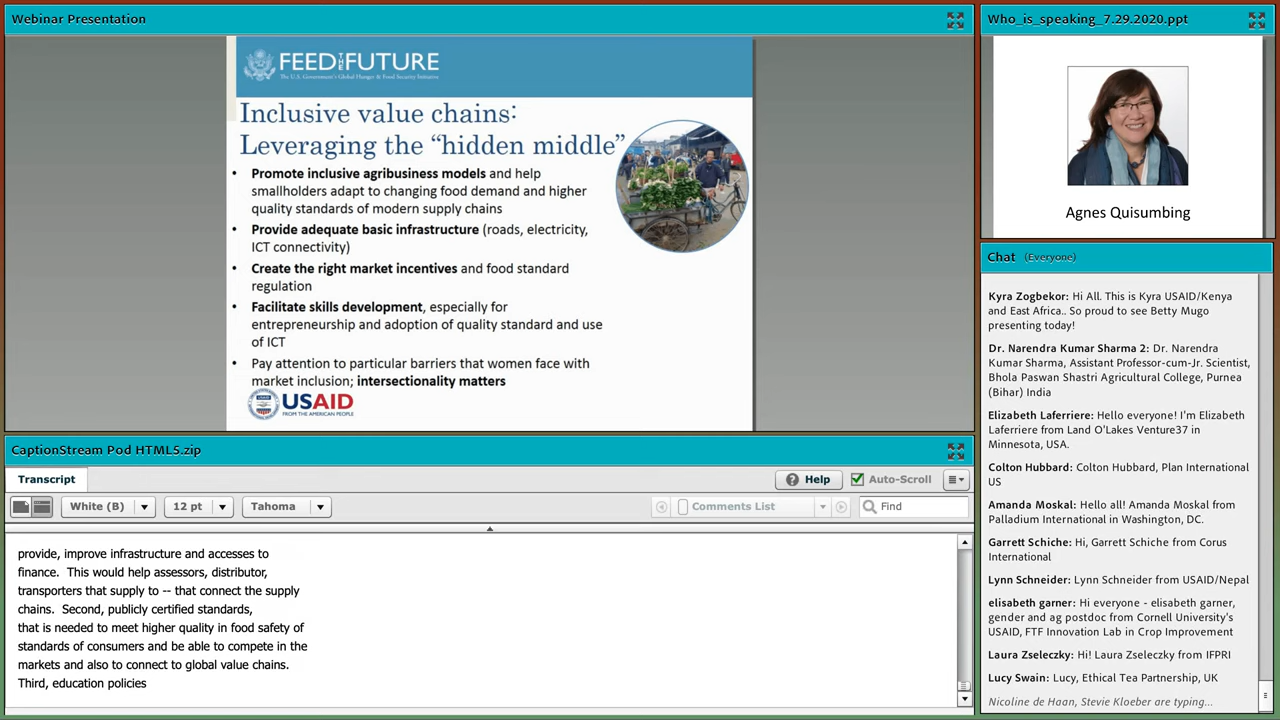 Webinar Presentation
FEED THE FUTURE
The U.S. Government's Global Hunger & Food Security Initiative
Inclusive value chains:
Leveraging the “hidden middle”
• Promote inclusive agribusiness models and help
smallholders adapt to changing food demand and higher
quality standards of modern supply chains
• Provide adequate basic infrastructure (roads, electricity,
ICT connectivity)
• Create the right market incentives and food standard
regulation
• Facilitate skills development, especially for
entrepreneurship and adoption of quality standard and use
of ICT
• Pay attention to particular barriers that women face with
market inclusion; intersectionality matters
USAID
FROM THE AMERICAN PEOPLE
CaptionStream Pod HTML5.zip
Transcript
Help
Auto-Scroll
White (B)
12 pt
Tahoma
Comments List
Find
provide, improve infrastructure and accesses to
finance. This would help assessors, distributor,
transporters that supply to -- that connect the supply
chains. Second, publicly certified standards,
that is needed to meet higher quality in food safety of
standards of consumers and be able to compete in the
markets and also to connect to global value chains.
Third, education policies
Who_is_speaking_7.29.2020.ppt
Agnes Quisumbing
Chat (Everyone)
Kyra Zogbekor: Hi All. This is Kyra USAID/Kenya
and East Africa.. So proud to see Betty Mugo
presenting today!
Dr. Narendra Kumar Sharma 2: Dr. Narendra
Kumar Sharma, Assistant Professor-cum-Jr. Scientist,
Bhola Paswan Shastri Agricultural College, Purnea
(Bihar) India
Elizabeth Laferriere: Hello everyone! I'm Elizabeth
Laferriere from Land O'Lakes Venture37 in
Minnesota, USA.
Colton Hubbard: Colton Hubbard, Plan International
US
Amanda Moskal: Hello all! Amanda Moskal from
Palladium International in Washington, DC.
Garrett Schiche: Hi, Garrett Schiche from Corus
International
Lynn Schneider: Lynn Schneider from USAID/Nepal
elisabeth garner: Hi everyone - elisabeth garner,
gender and ag postdoc from Cornell University's
USAID, FTF Innovation Lab in Crop Improvement
Laura Zseleczky: Hi! Laura Zseleczky from IFPRI
Lucy Swain: Lucy, Ethical Tea Partnership, UK
Nicoline de Haan, Stevie Kloeber are typing...